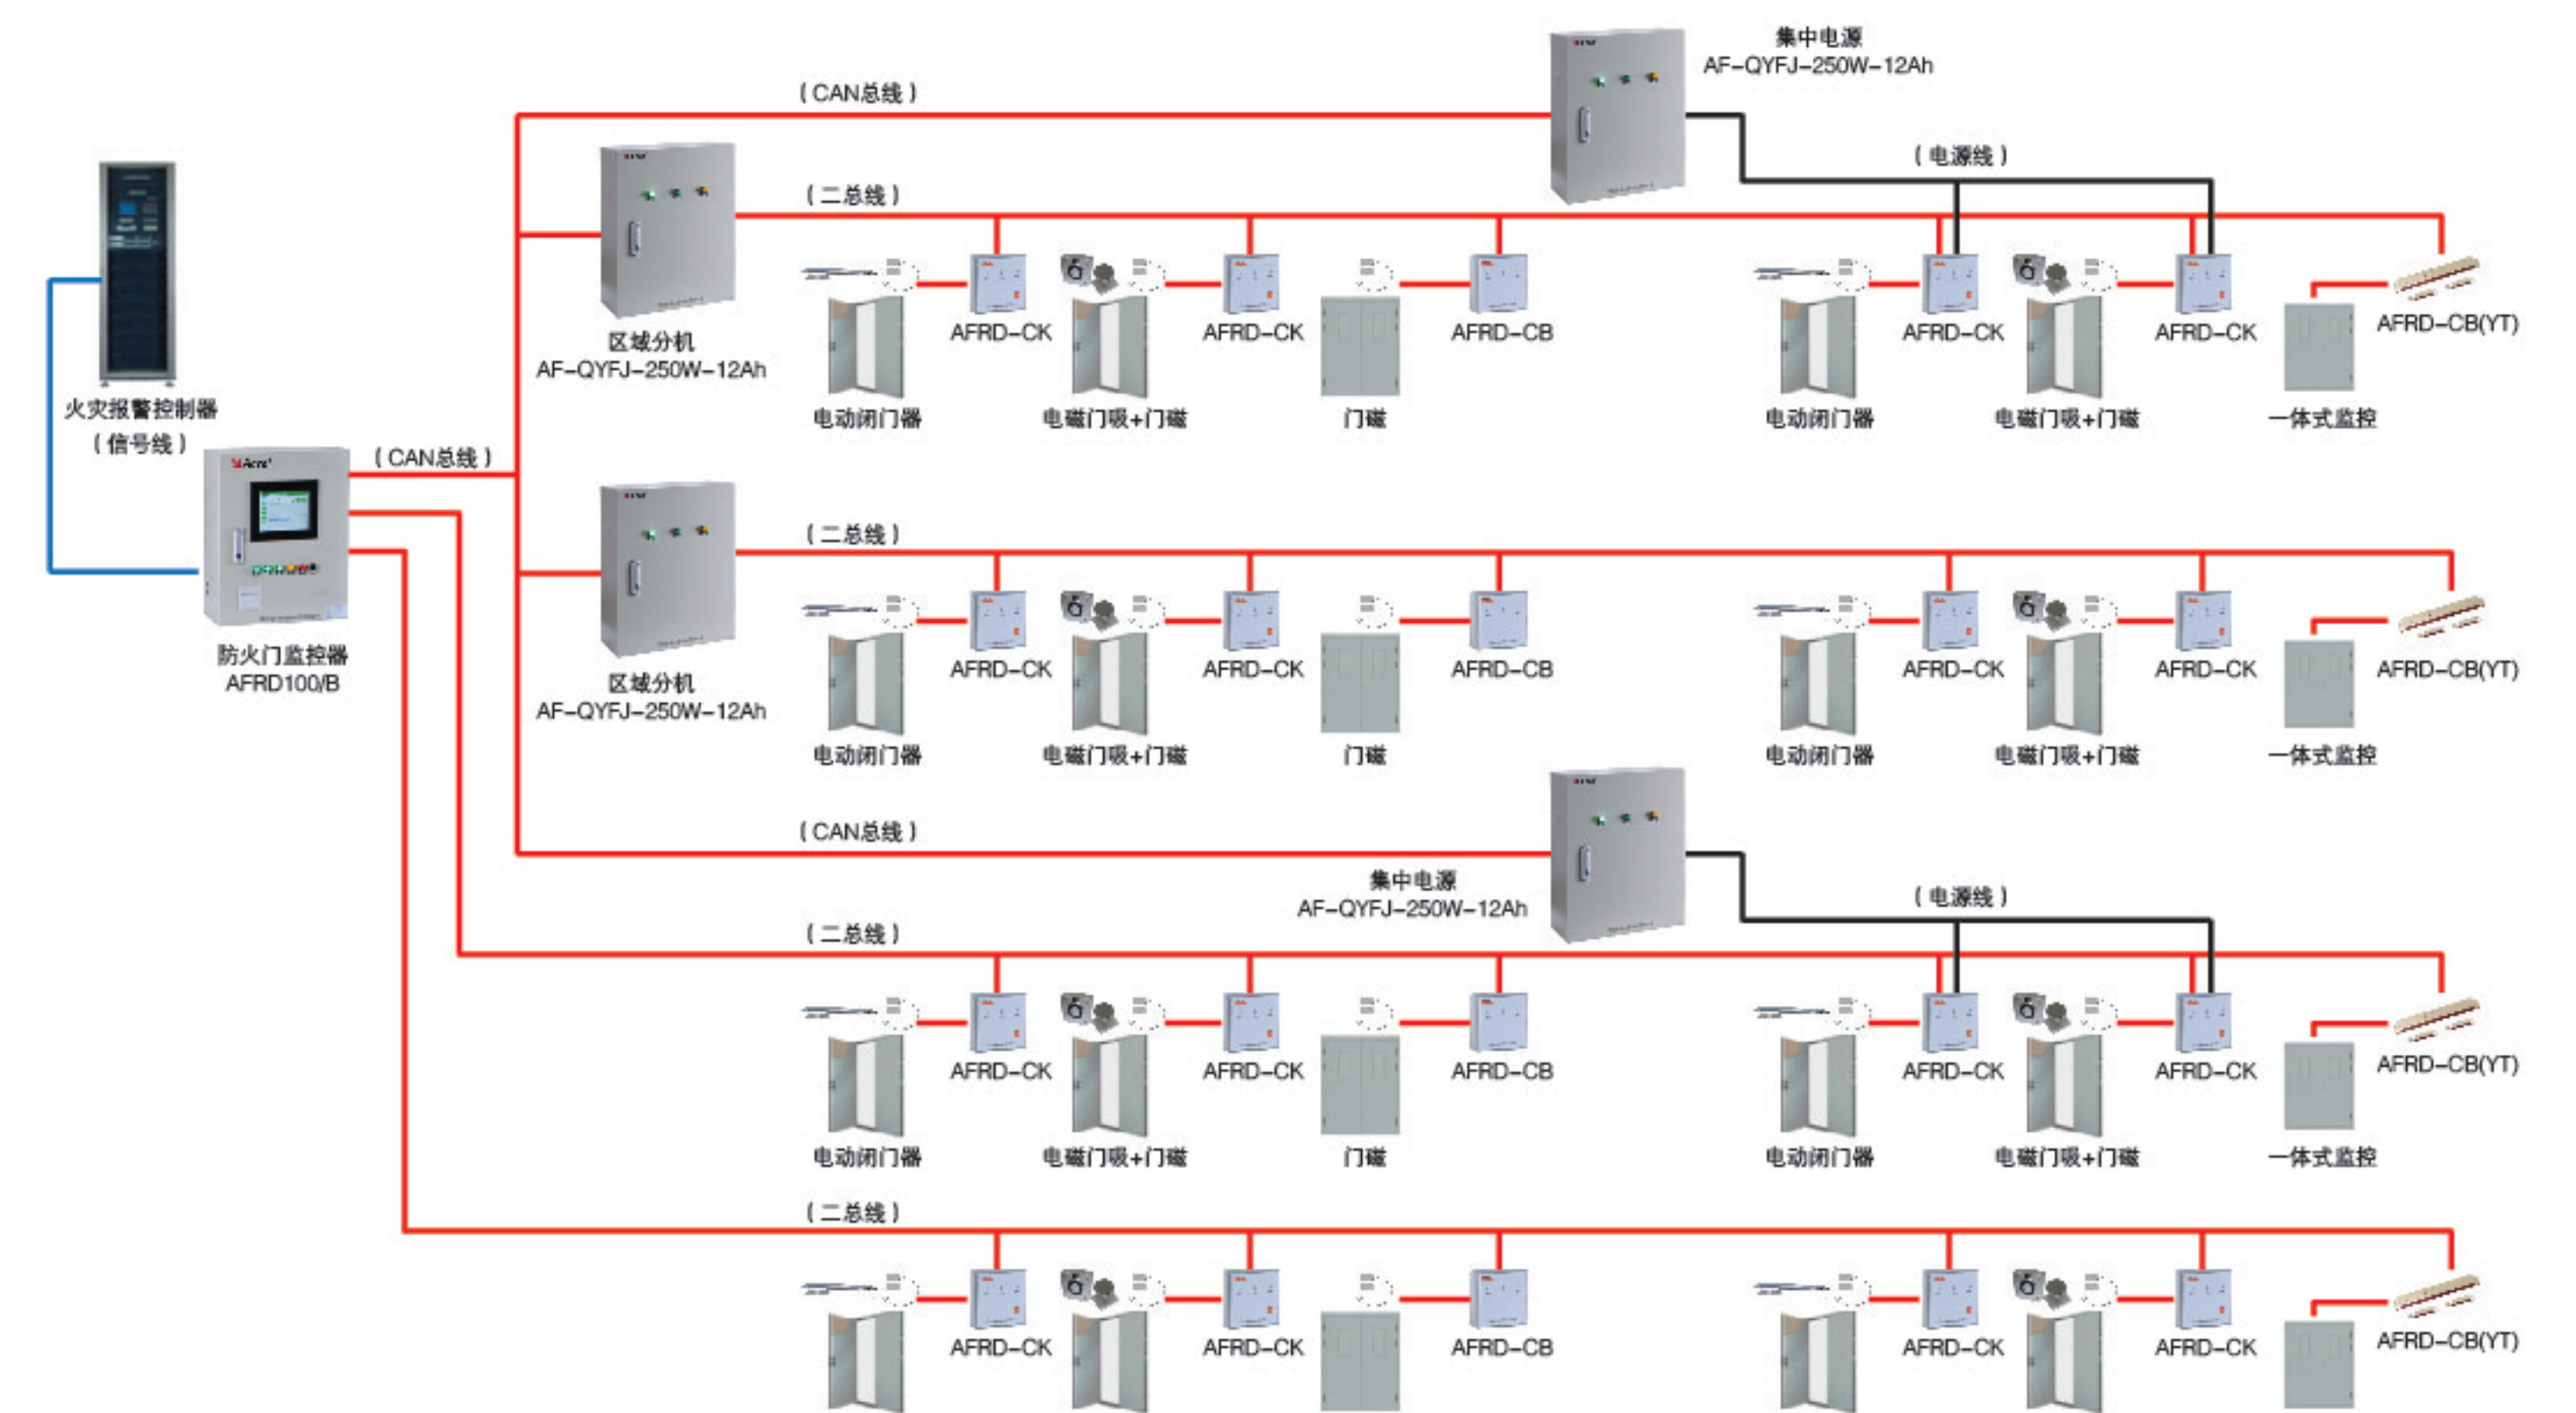 集中电源
AF-QYFJ-250W-12Ah
(CAN总线)
(电源线)
(二总线)
AFRD-CK
AFRD-CK
AFRD-CB
AFRD-CK
AFRD-CK
AFRD-CB(YT)
区域分机
AF-QYFJ-250W-12Ah
电动闭门器
电磁门吸+门磁
门磁
电动闭门器
电磁门吸+门磁
一体式监控
火灾报警控制器
(信号线)
(CAN总线)
Acrel
防火门监控器
AFRD100/B
(二总线)
AFRD-CK
AFRD-CK
AFRD-CB
AFRD-CK
AFRD-CK
AFRD-CB(YT)
区域分机
AF-QYFJ-250W-12Ah
电动闭门器
电磁门吸+门磁
门磁
电动闭门器
电磁门吸+门磁
一体式监控
(CAN总线)
集中电源
AF-QYFJ-250W-12Ah
(电源线)
(二总线)
AFRD-CK
AFRD-CK
AFRD-CB
AFRD-CK
AFRD-CK
AFRD-CB(YT)
电动闭门器
电磁门吸+门磁
门磁
电动闭门器
电磁门吸+门磁
一体式监控
(二总线)
AFRD-CK
AFRD-CK
AFRD-CB
AFRD-CK
AFRD-CK
AFRD-CB(YT)